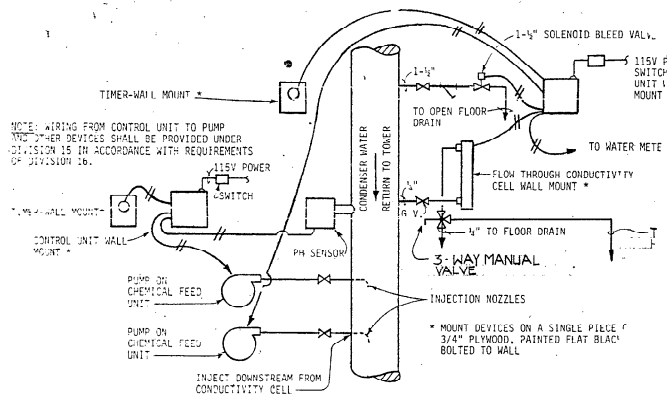 1-½" SOLENOID BLEED VALV
115V P
SWITCH
UNIT
MOUNT
1-½"
TIMER-WALL MOUNT *
TO OPEN FLOOR
DRAIN
TO WATER METE
NOTE: WIRING FROM CONTROL UNIT TO PUMP
AND OTHER DEVICES SHALL BE PROVIDED UNDER
DIVISION 15 IN ACCORDANCE WITH REQUIREMENTS
OF DIVISION 16.
115V POWER
SWITCH
CONDENSER WATER
RETURN TO TOWER
FLOW THROUGH CONDUCTIVITY
CELL WALL MOUNT *
TIMER-WALL MOUNT*
(G.V.)
PH SENSOR
CONTROL UNIT WALL
MOUNT *
¼" TO FLOOR DRAIN
3-WAY MANUAL
VALVE
PUMP ON
CHEMICAL FEED
UNIT
INJECTION NOZZLES
PUMP ON
CHEMICAL FEED
UNIT
* MOUNT DEVICES ON A SINGLE PIECE
3/4" PLYWOOD, PAINTED FLAT BLAC
BOLTED TO WALL
INJECT DOWNSTREAM FROM
CONDUCTIVITY CELL